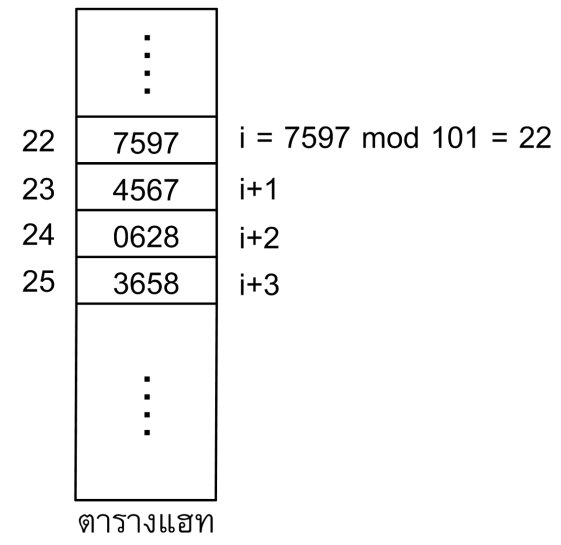 22 7597 i = 7597 mod 101 = 22
23 4567 i+1
24 0628 i+2
25 3658 i+3
ตารางแฮท